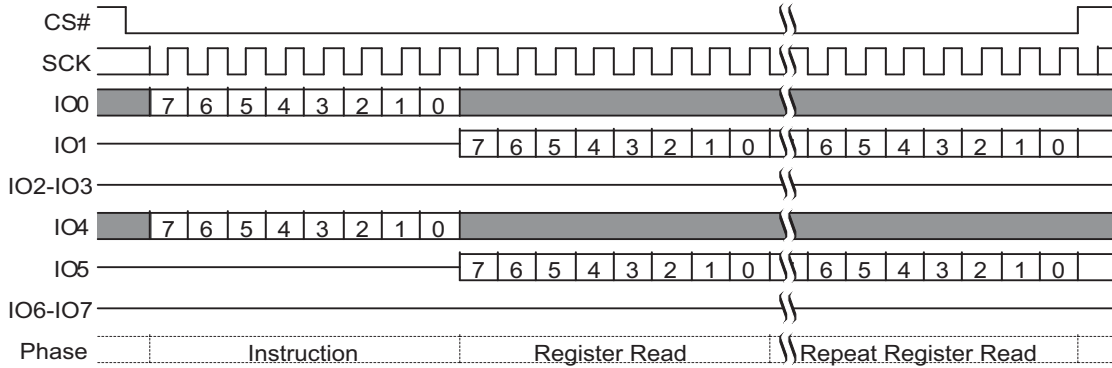 CS#
SCK
IO0 7 6 5 4 3 2 1 0
IO1 7 6 5 4 3 2 1 0 6 5 4 3 2 1 0
IO2-IO3
IO4 7 6 5 4 3 2 1 0
IO5 7 6 5 4 3 2 1 0 6 5 4 3 2 1 0
IO6-IO7
Phase Instruction Register Read Repeat Register Read